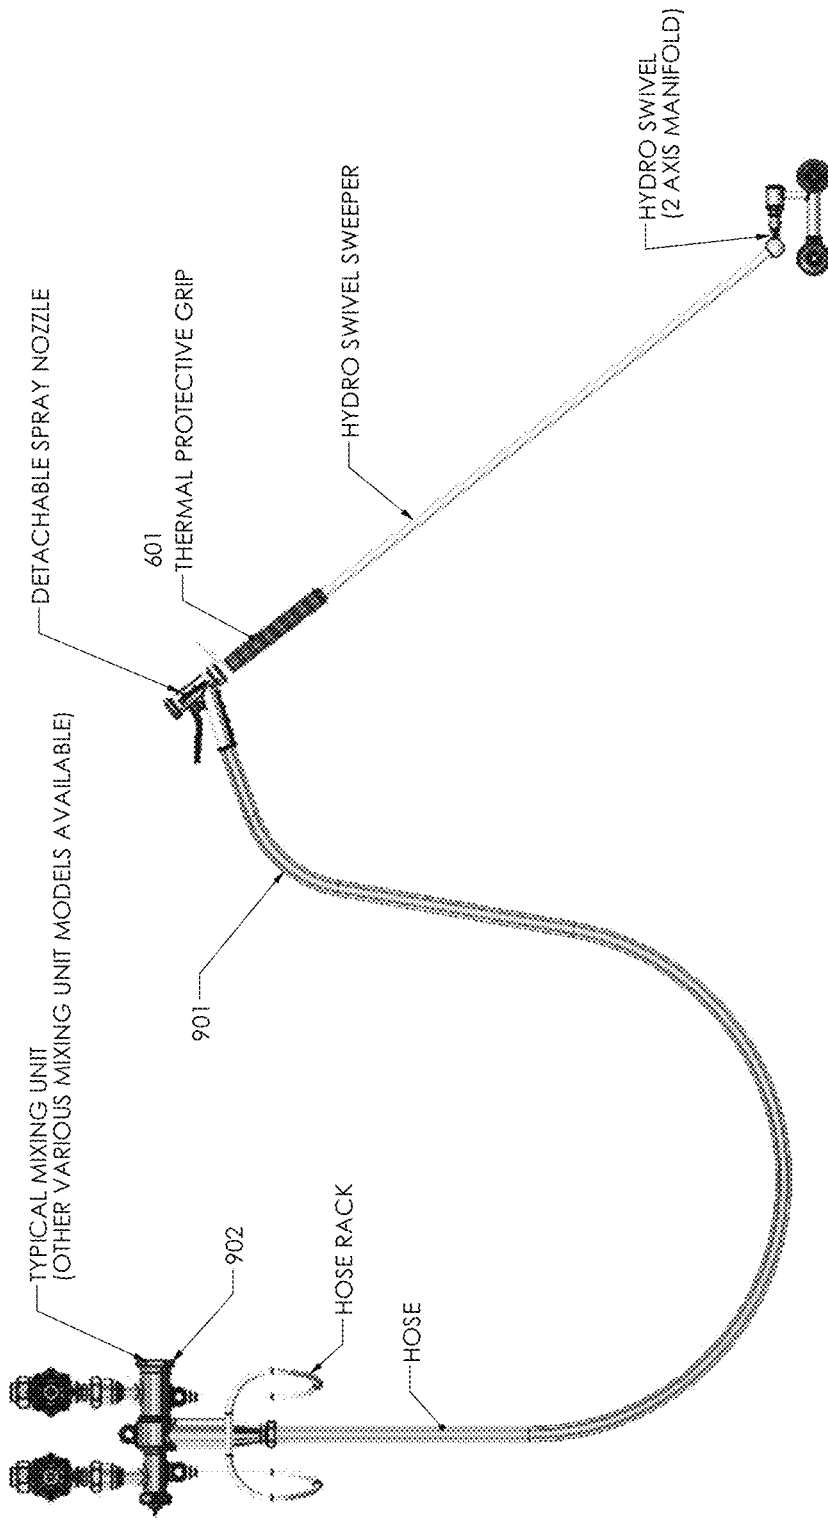 TYPICAL MIXING UNIT
(OTHER VARIOUS MIXING UNIT MODELS AVAILABLE)
902
HOSE RACK
HOSE
901
DETACHABLE SPRAY NOZZLE
601
THERMAL PROTECTIVE GRIP
HYDRO SWIVEL SWEEPER
HYDRO SWIVEL
(2 AXIS MANIFOLD)